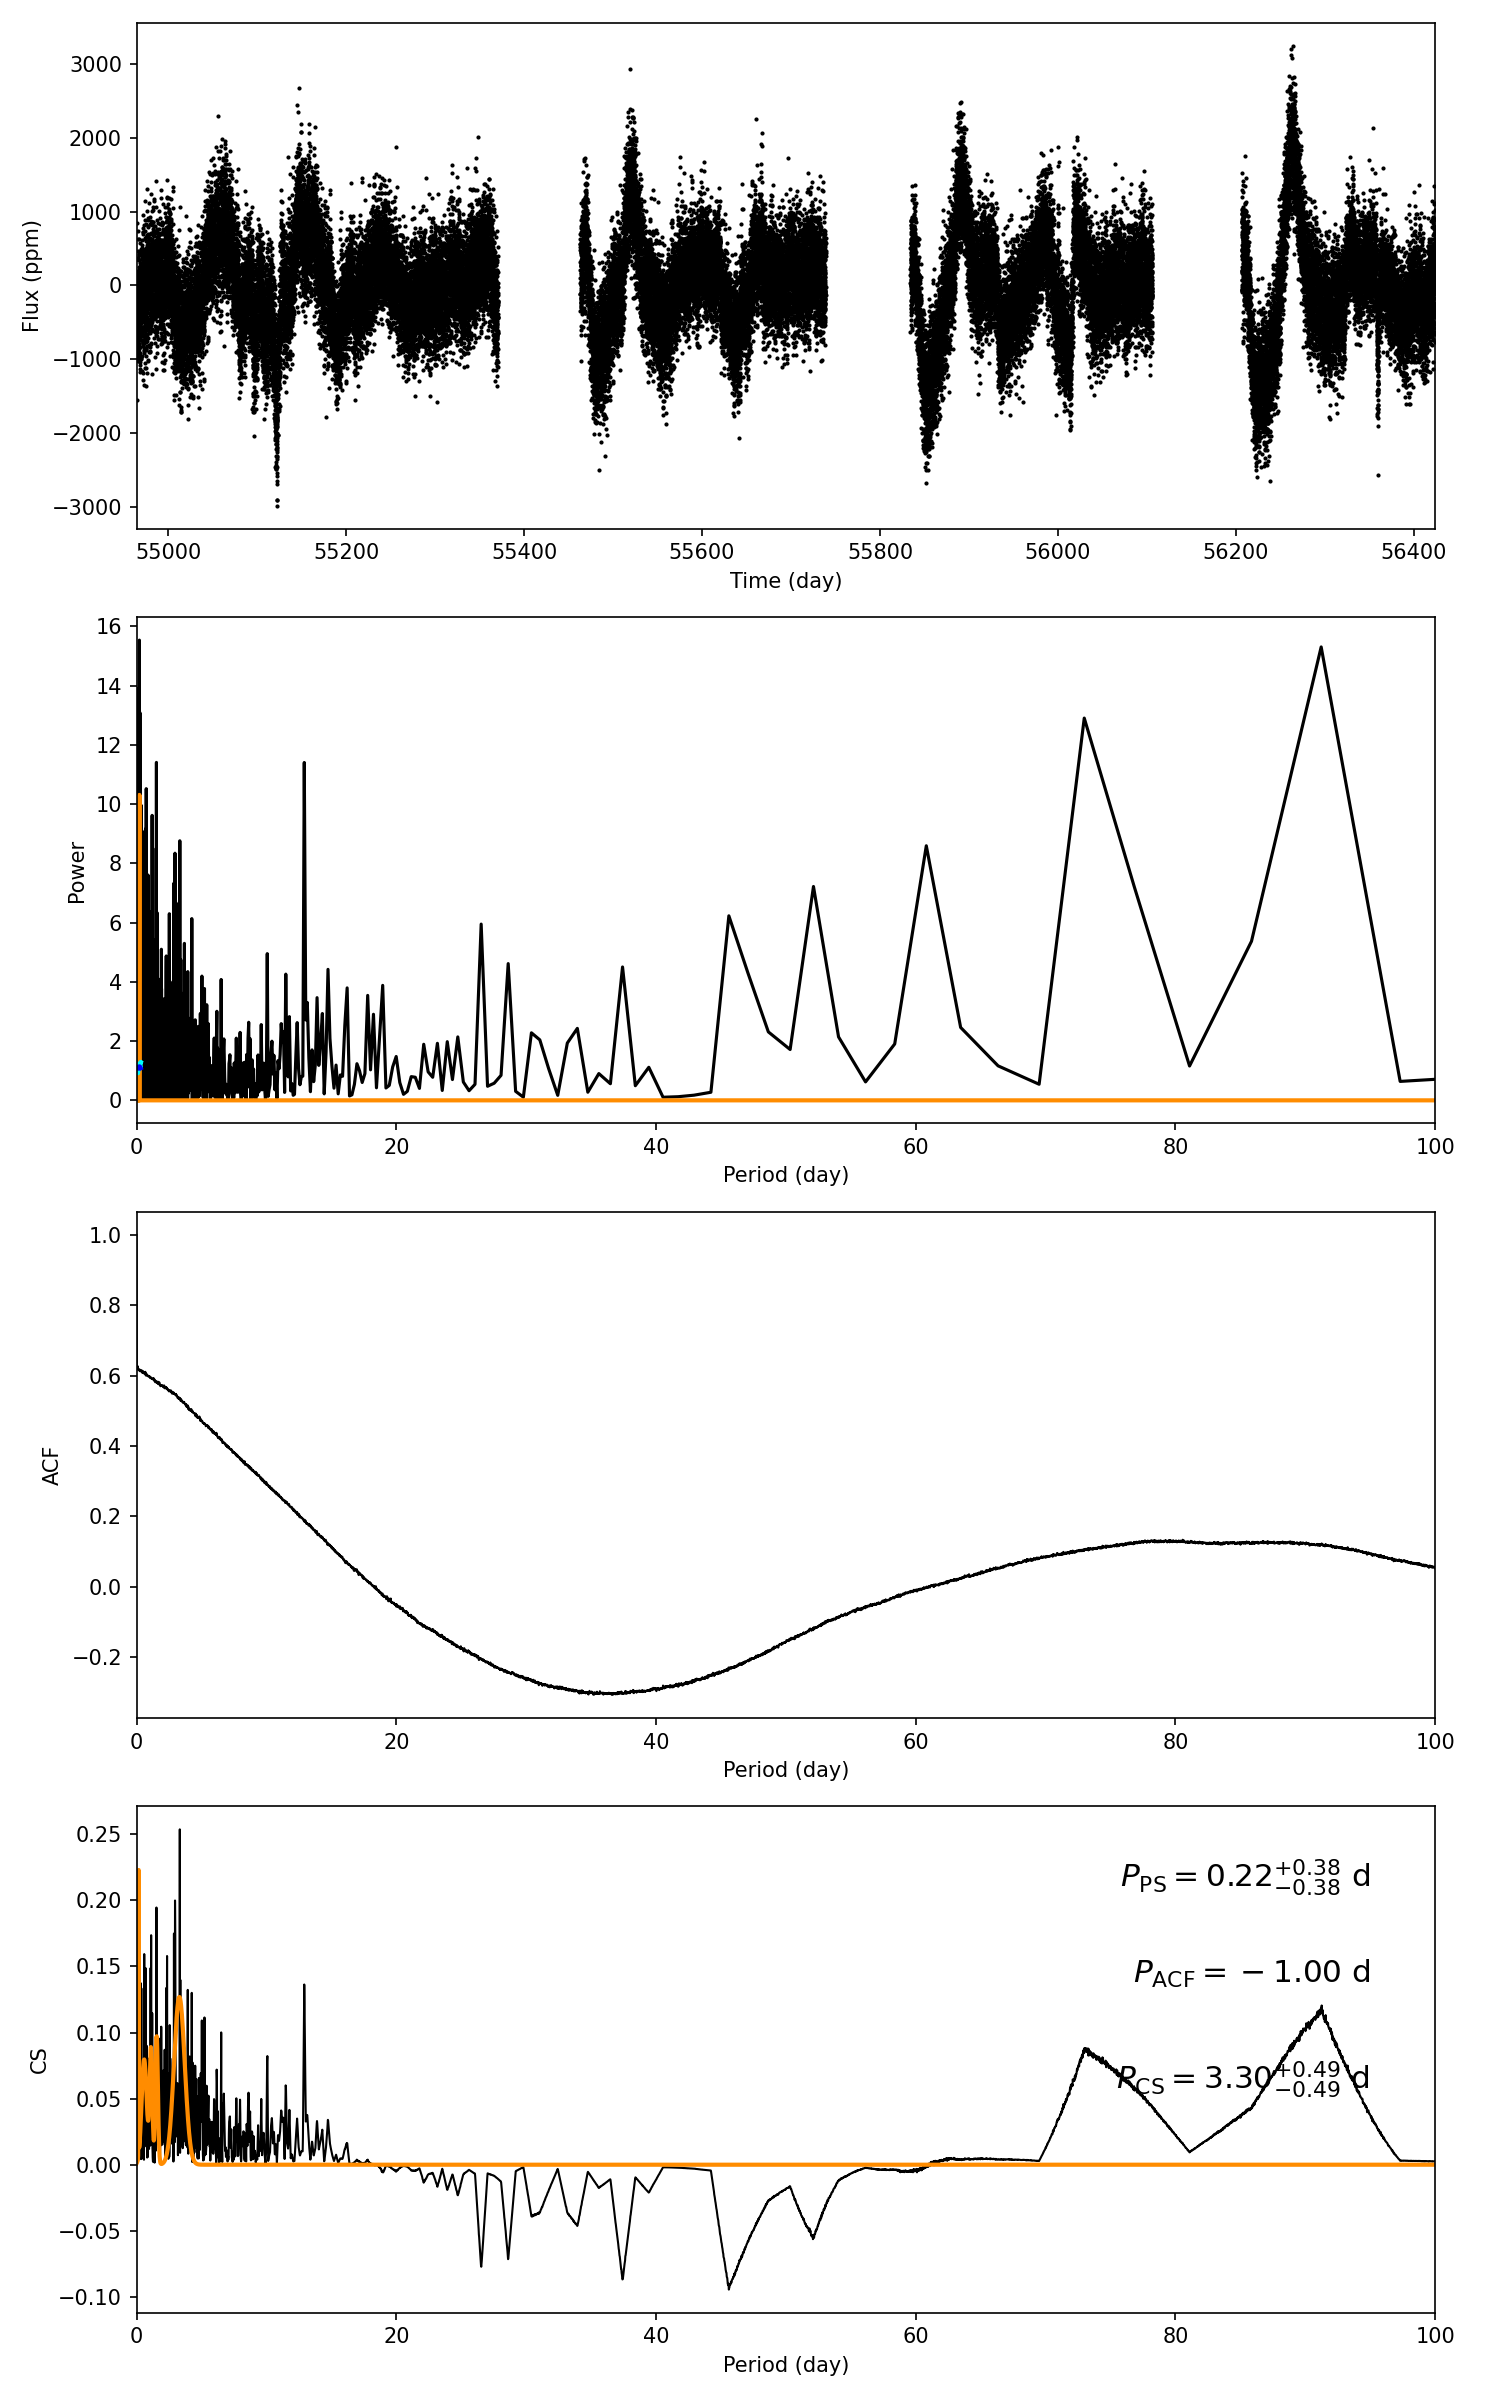 3000
2000
1000
0
−1000
−2000
−3000
Flux (ppm)
55000 55200 55400 55600 55800 56000 56200 56400
Time (day)
16
14
12
10
8
6
4
2
0
Power
0 20 40 60 80 100
Period (day)
1.0
0.8
0.6
0.4
0.2
0.0
−0.2
ACF
0 20 40 60 80 100
Period (day)
0.25
0.20
0.15
0.10
0.05
0.00
−0.05
−0.10
CS
P_PS = 0.22^{+0.38}_{−0.38} d
P_ACF = −1.00 d
P_CS = 3.30^{+0.49}_{−0.49} d
0 20 40 60 80 100
Period (day)